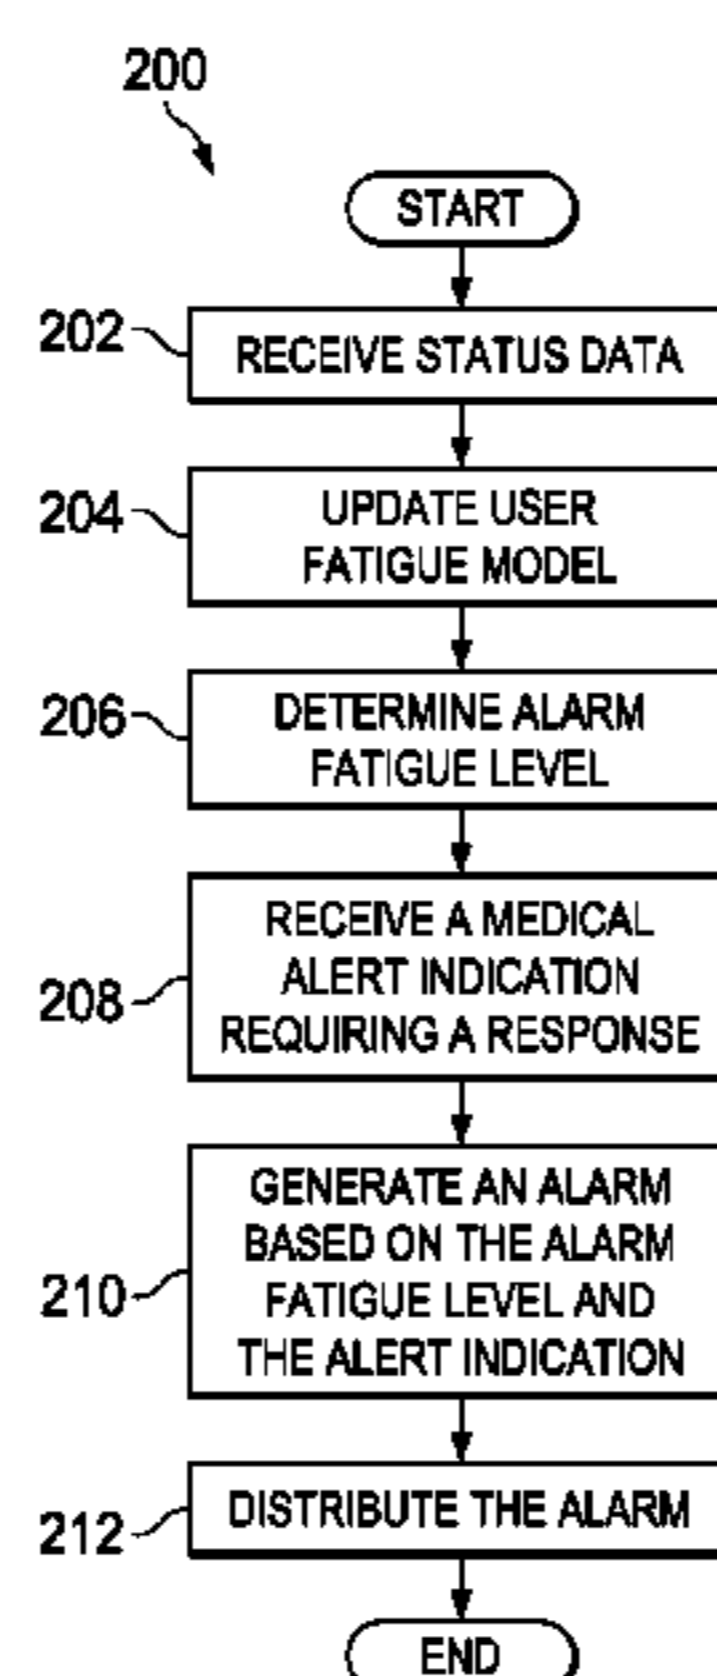 200
START
202
RECEIVE STATUS DATA
204
UPDATE USER
FATIGUE MODEL
206
DETERMINE ALARM
FATIGUE LEVEL
208
RECEIVE A MEDICAL
ALERT INDICATION
REQUIRING A RESPONSE
210
GENERATE AN ALARM
BASED ON THE ALARM
FATIGUE LEVEL AND
THE ALERT INDICATION
212
DISTRIBUTE THE ALARM
END